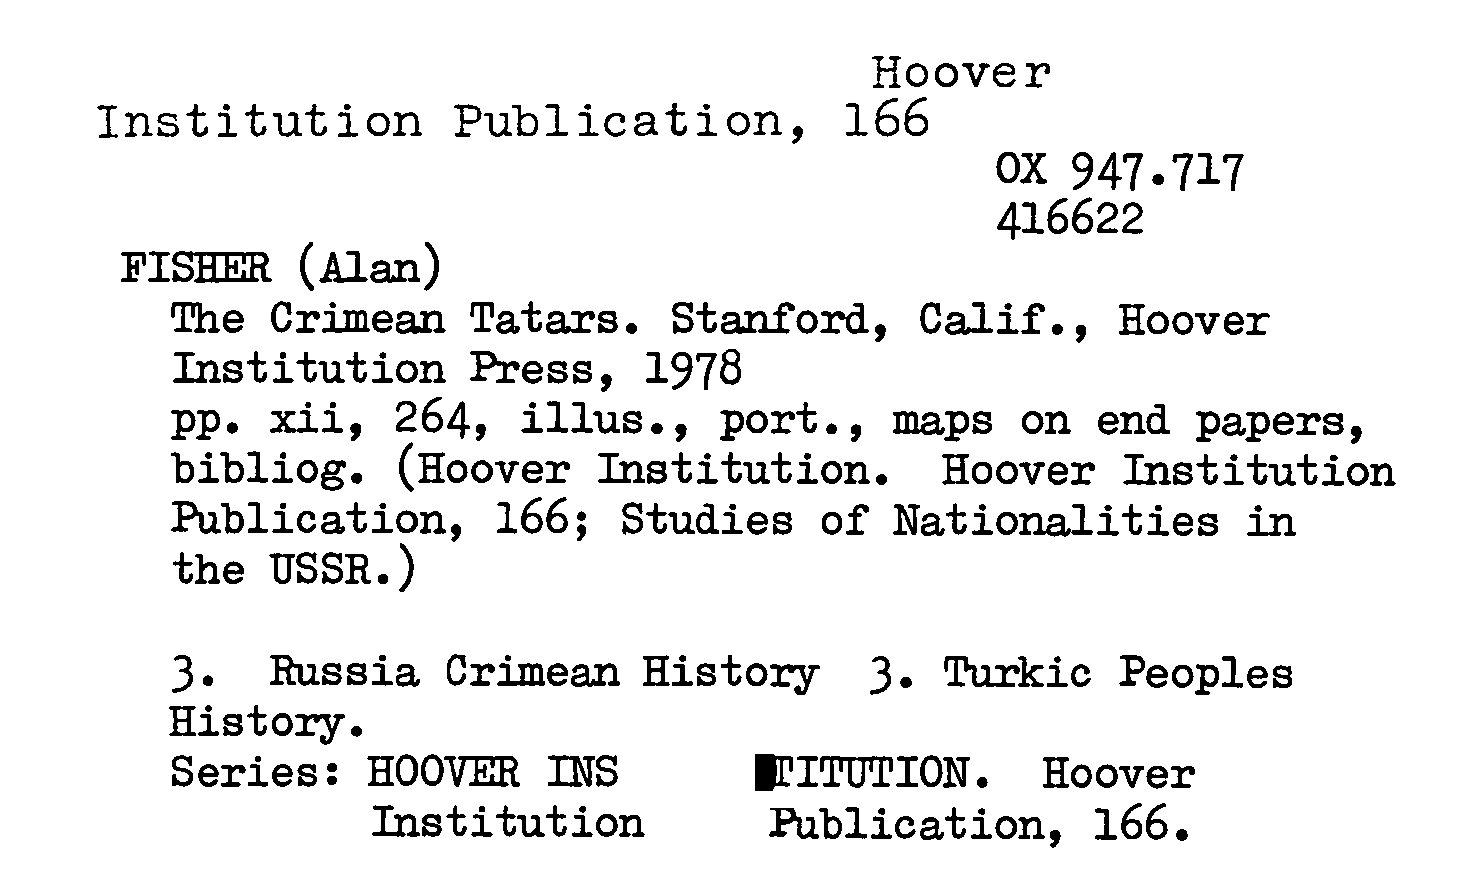 Hoover
Institution Publication, 166
OX 947.717
416622
FISHER (Alan)
The Crimean Tatars. Stanford, Calif., Hoover
Institution Press, 1978
pp. xii, 264, illus., port., maps on end papers,
bibliog. (Hoover Institution. Hoover Institution
Publication, 166; Studies of Nationalities in
the USSR.)
3. Russia Crimean History 3. Turkic Peoples
History.
Series: HOOVER INS TITUTION. Hoover
Institution Publication, 166.